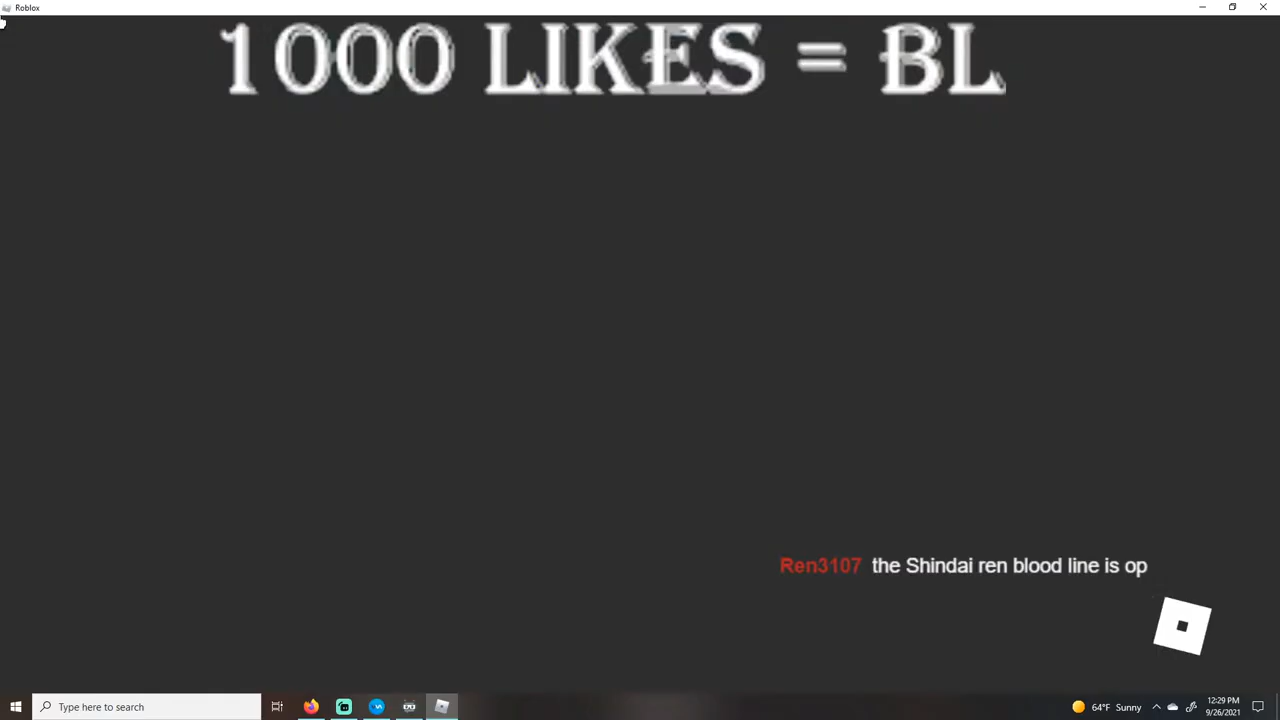 Roblox
1000 LIKES = BL
Ren3107 the Shindai ren blood line is op
Type here to search
64°F Sunny
12:29 PM
9/26/2021